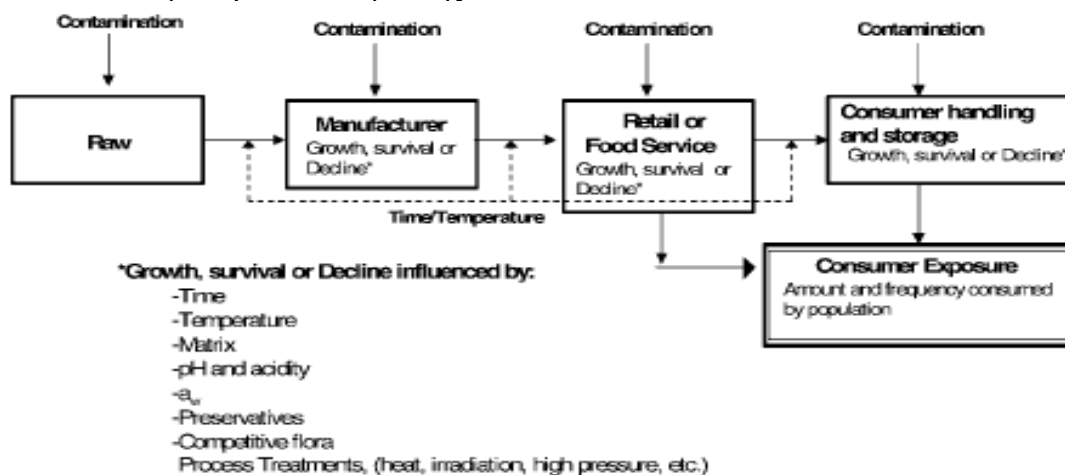 Contamination
Contamination
Contamination
Contamination
Raw
Manufacturer
Growth, survival or
Decline*
Retail or
Food Service
Growth, survival or
Decline*
Consumer handling
and storage
Growth, survival or Decline*
Time/Temperature
Consumer Exposure
Amount and frequency consumed
by population
*Growth, survival or Decline influenced by:
-Time
-Temperature
-Matrix
-pH and acidity
-aw
-Preservatives
-Competitive flora
Process Treatments, (heat, irradiation, high pressure, etc.)